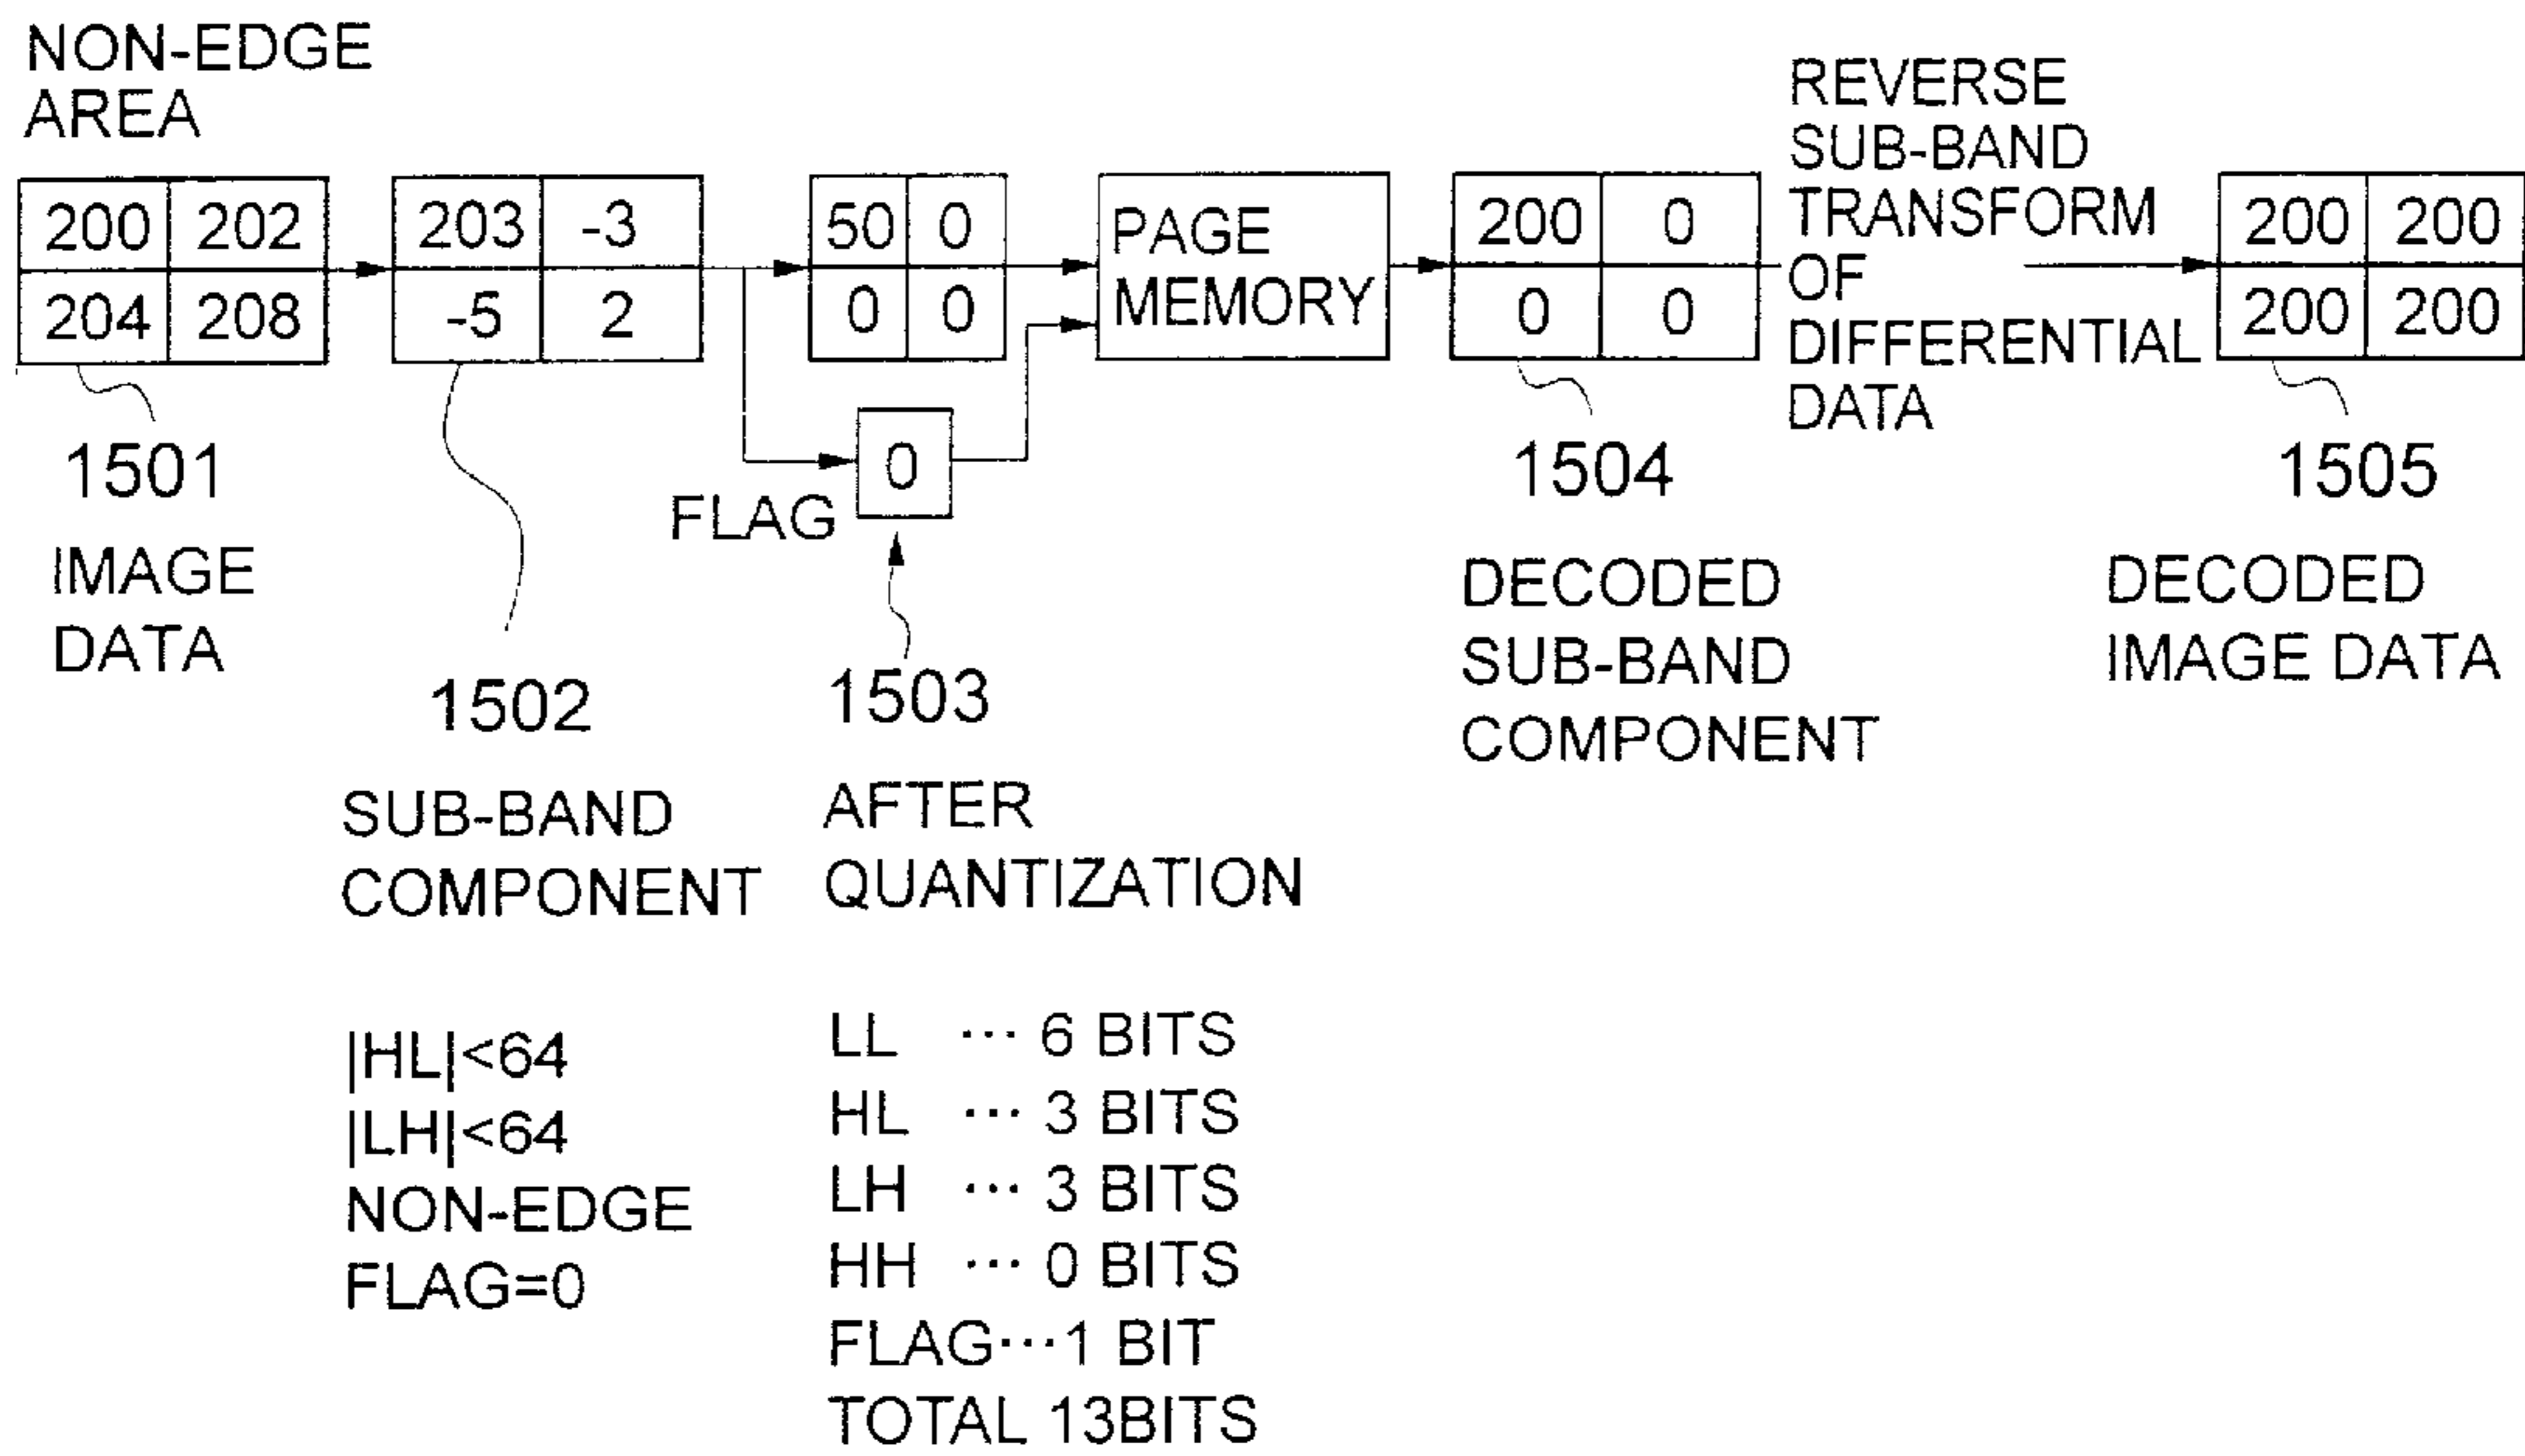 NON-EDGE
AREA
200 202
204 208
1501
IMAGE
DATA
203 -3
-5 2
1502
SUB-BAND
COMPONENT
|HL|<64
|LH|<64
NON-EDGE
FLAG=0
50 0
0 0
FLAG
0
1503
AFTER
QUANTIZATION
LL ··· 6 BITS
HL ··· 3 BITS
LH ··· 3 BITS
HH ··· 0 BITS
FLAG···1 BIT
TOTAL 13BITS
PAGE
MEMORY
200 0
0 0
1504
DECODED
SUB-BAND
COMPONENT
REVERSE
SUB-BAND
TRANSFORM
OF
DIFFERENTIAL
DATA
200 200
200 200
1505
DECODED
IMAGE DATA